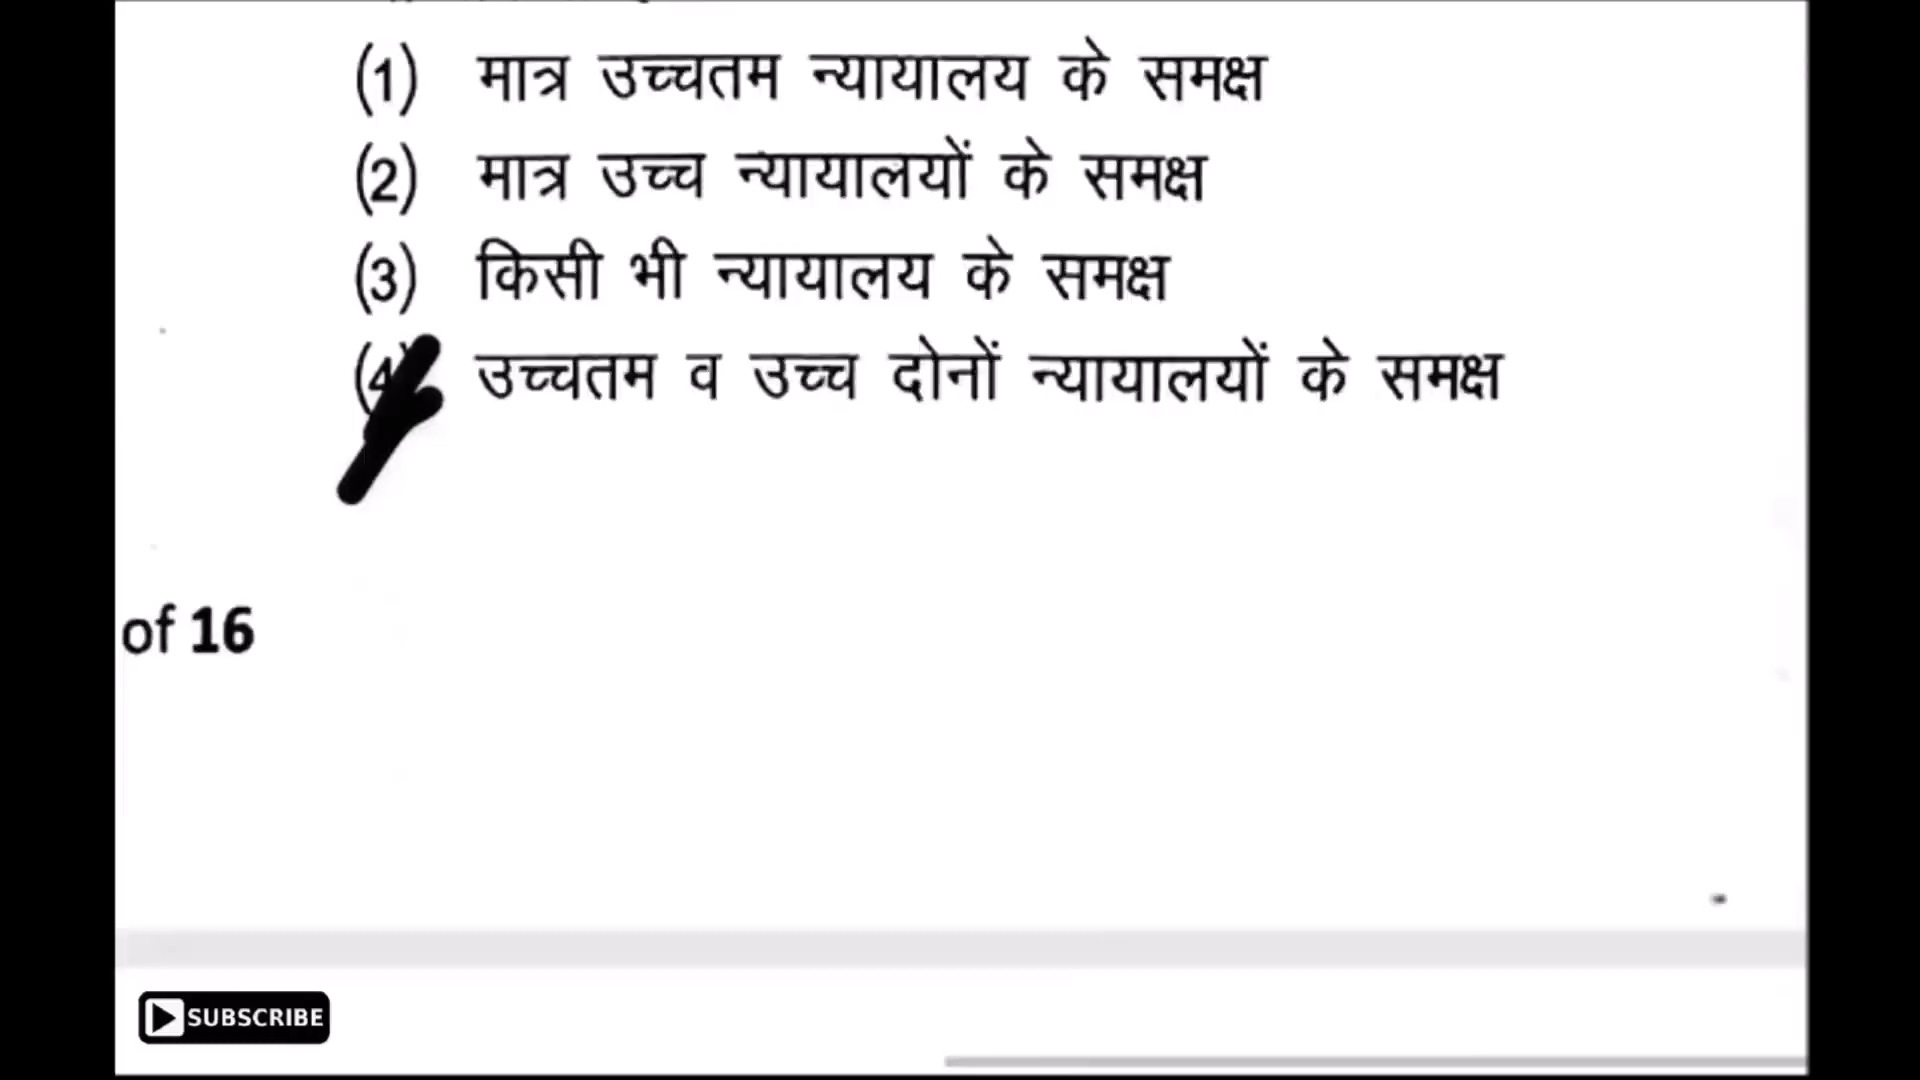 (1) मात्र उच्चतम न्यायालय के समक्ष
(2) मात्र उच्च न्यायालयों के समक्ष
(3) किसी भी न्यायालय के समक्ष
(4) उच्चतम व उच्च दोनों न्यायालयों के समक्ष
of 16
SUBSCRIBE